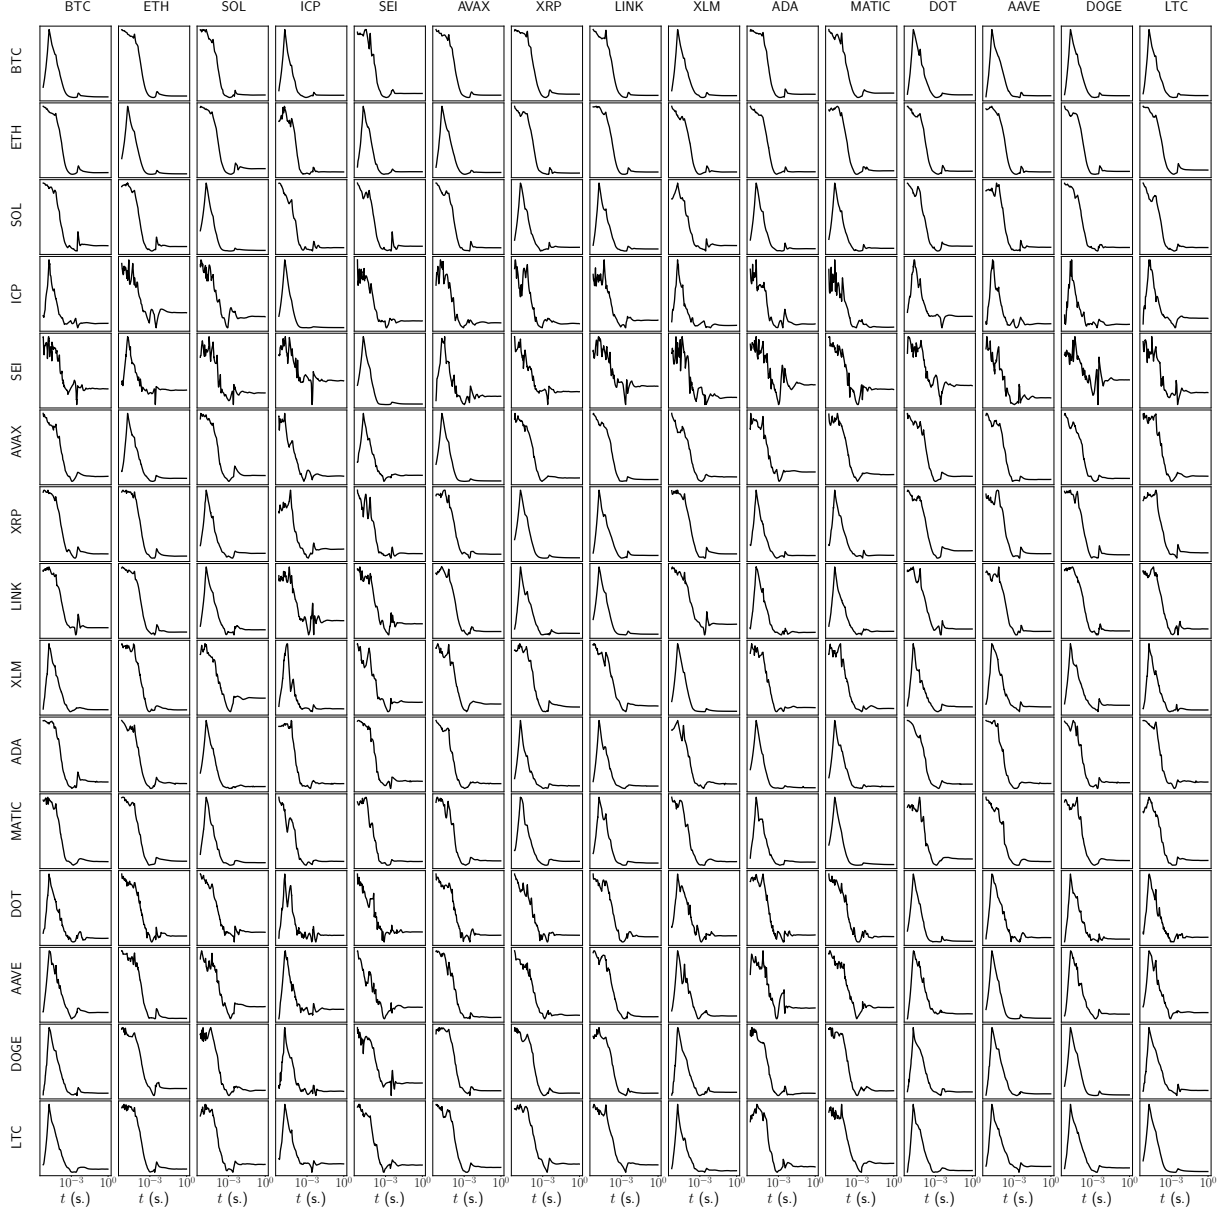 BTC ETH SOL ICP SEI AVAX XRP LINK XLM ADA MATIC DOT AAVE DOGE LTC
BTC
ETH
SOL
ICP
SEI
AVAX
XRP
LINK
XLM
ADA
MATIC
DOT
AAVE
DOGE
LTC
10⁻³ 10⁰ 10⁻³ 10⁰ 10⁻³ 10⁰ 10⁻³ 10⁰ 10⁻³ 10⁰ 10⁻³ 10⁰ 10⁻³ 10⁰ 10⁻³ 10⁰ 10⁻³ 10⁰ 10⁻³ 10⁰ 10⁻³ 10⁰ 10⁻³ 10⁰ 10⁻³ 10⁰ 10⁻³ 10⁰ 10⁻³ 10⁰
t (s.) t (s.) t (s.) t (s.) t (s.) t (s.) t (s.) t (s.) t (s.) t (s.) t (s.) t (s.) t (s.) t (s.) t (s.)